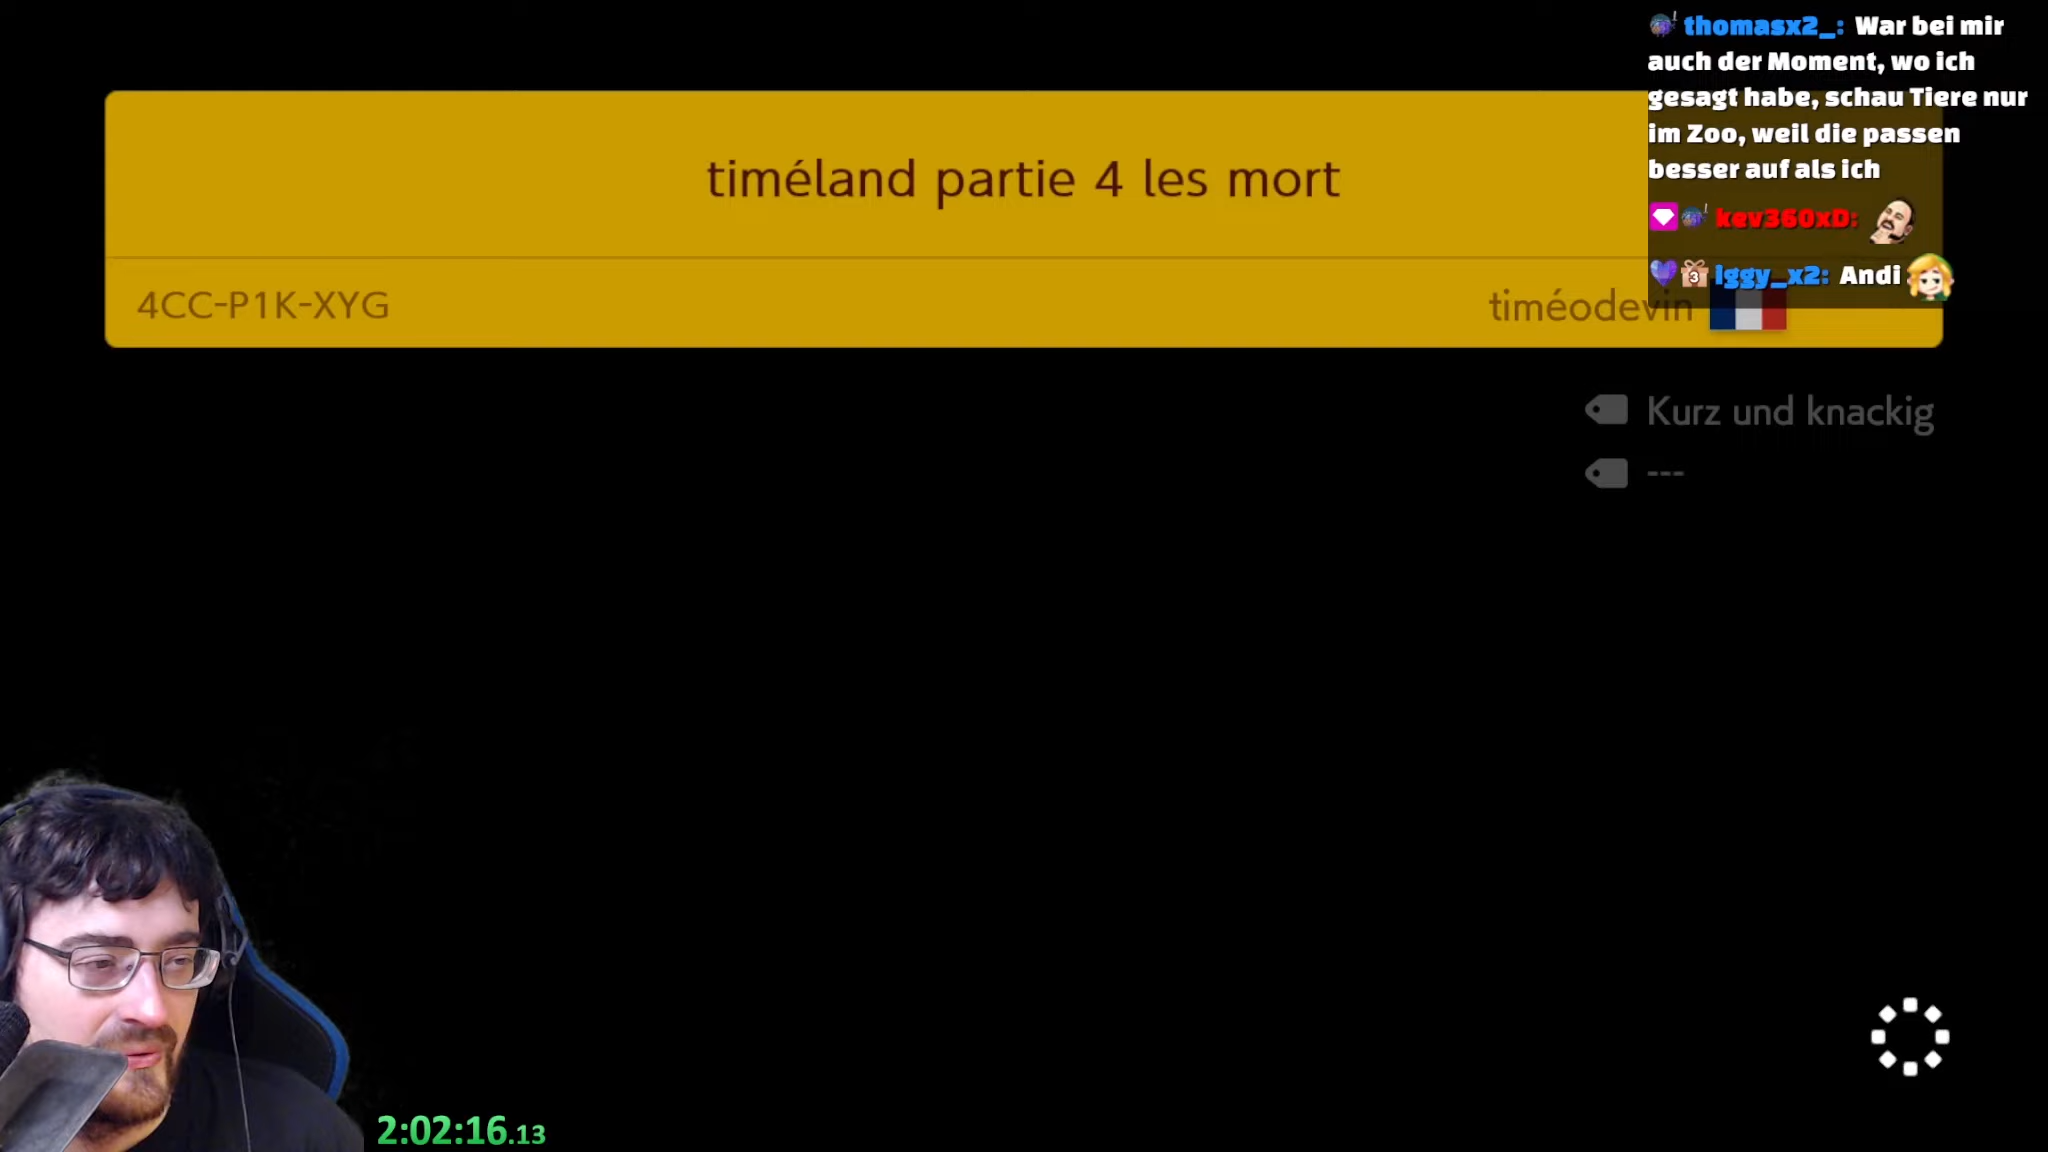 thomasx2_: War bei mir
auch der Moment, wo ich
gesagt habe, schau Tiere nur
im Zoo, weil die passen
besser auf als ich
kev360xD:
3 iggy_x2: Andi
timéland partie 4 les mort
4CC-P1K-XYG
timéodevin
Kurz und knackig
---
2:02:16.13